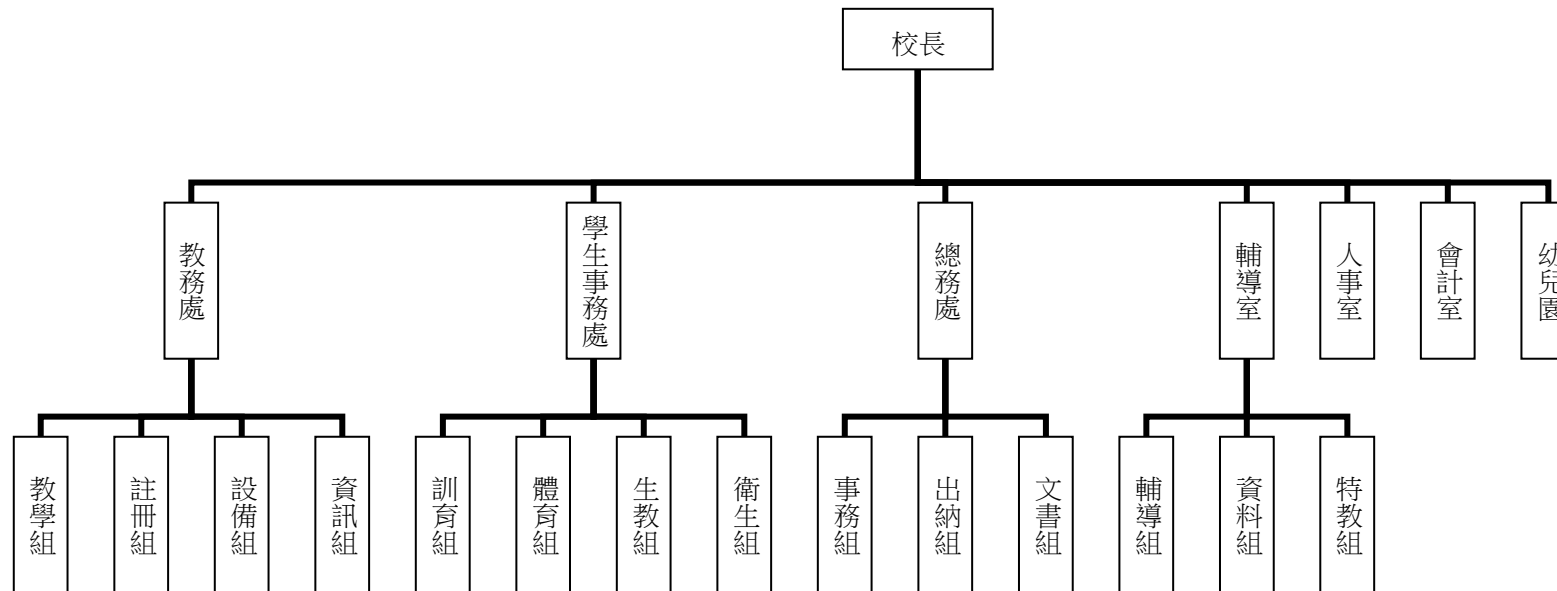 校長
教務處
學生事務處
總務處
輔導室
人事室
會計室
幼兒園
教學組
註冊組
設備組
資訊組
訓育組
體育組
生教組
衛生組
事務組
出納組
文書組
輔導組
資料組
特教組